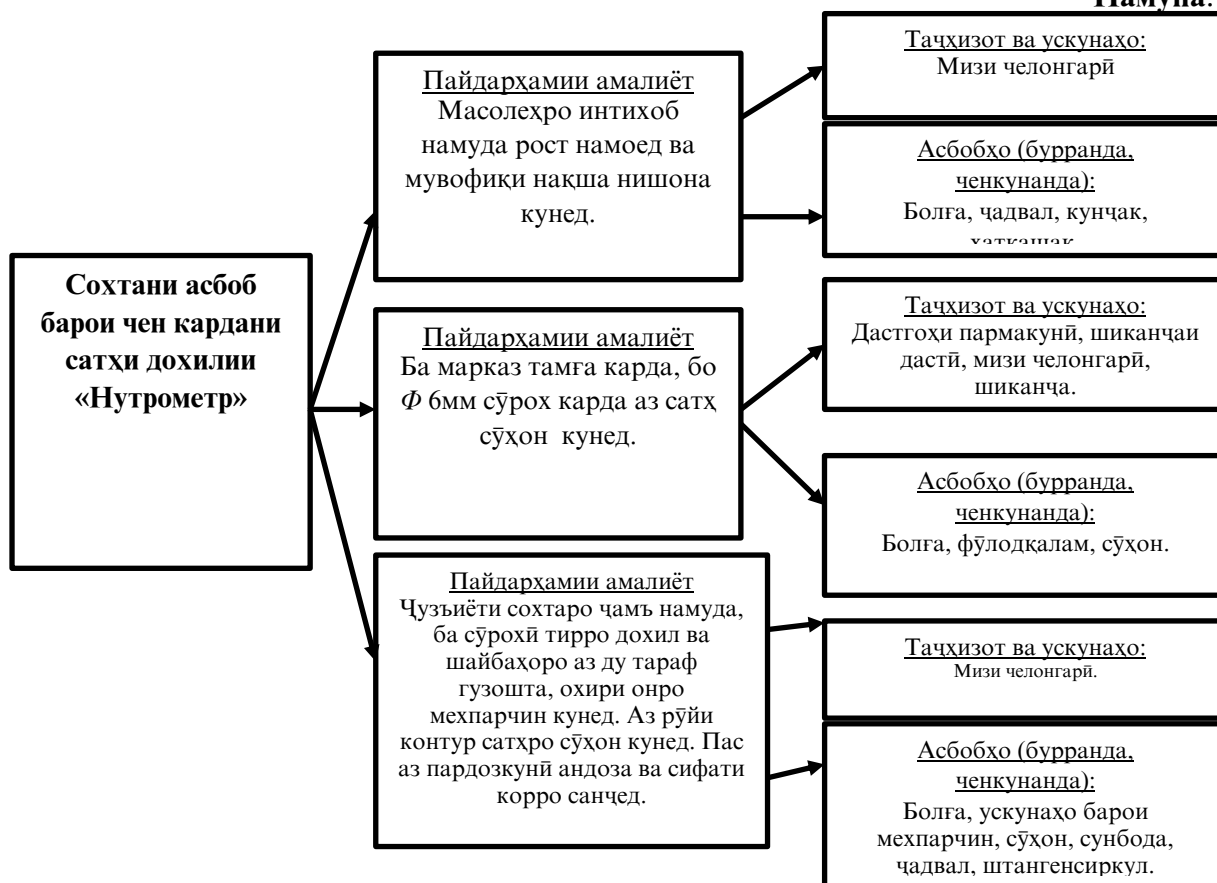 Намуна.
Сохтани асбоб
барои чен кардани
сатҳи дохилии
«Нутрометр»
Пайдарҳамии амалиёт
Масолеҳро интихоб
намуда рост намоед ва
мувофиқи нақша нишона
кунед.
Таҷҳизот ва ускунаҳо:
Мизи челонгарӣ
Асбобҳо (бурранда,
ченкунанда):
Болға, ҷадвал, кунҷак,
хаткашак
Пайдарҳамии амалиёт
Ба марказ тамға карда, бо
Ф 6мм сӯрох карда аз сатҳ
сӯҳон кунед.
Таҷҳизот ва ускунаҳо:
Дастгоҳи пармакунӣ, шиканҷаи
дастӣ, мизи челонгарӣ,
шиканҷа.
Асбобҳо (бурранда,
ченкунанда):
Болға, фӯлодқалам, сӯҳон.
Пайдарҳамии амалиёт
Ҷузъиёти сохтаро ҷамъ намуда,
ба сӯрохӣ тирро дохил ва
шайбаҳоро аз ду тараф
гузошта, охири онро
мехпарчин кунед. Аз рӯйи
контур сатҳро сӯҳон кунед. Пас
аз пардозкунӣ андоза ва сифати
корро санҷед.
Таҷҳизот ва ускунаҳо:
Мизи челонгарӣ.
Асбобҳо (бурранда,
ченкунанда):
Болға, ускунаҳо барои
мехпарчин, сӯҳон, сунбода,
ҷадвал, штангенсиркул.